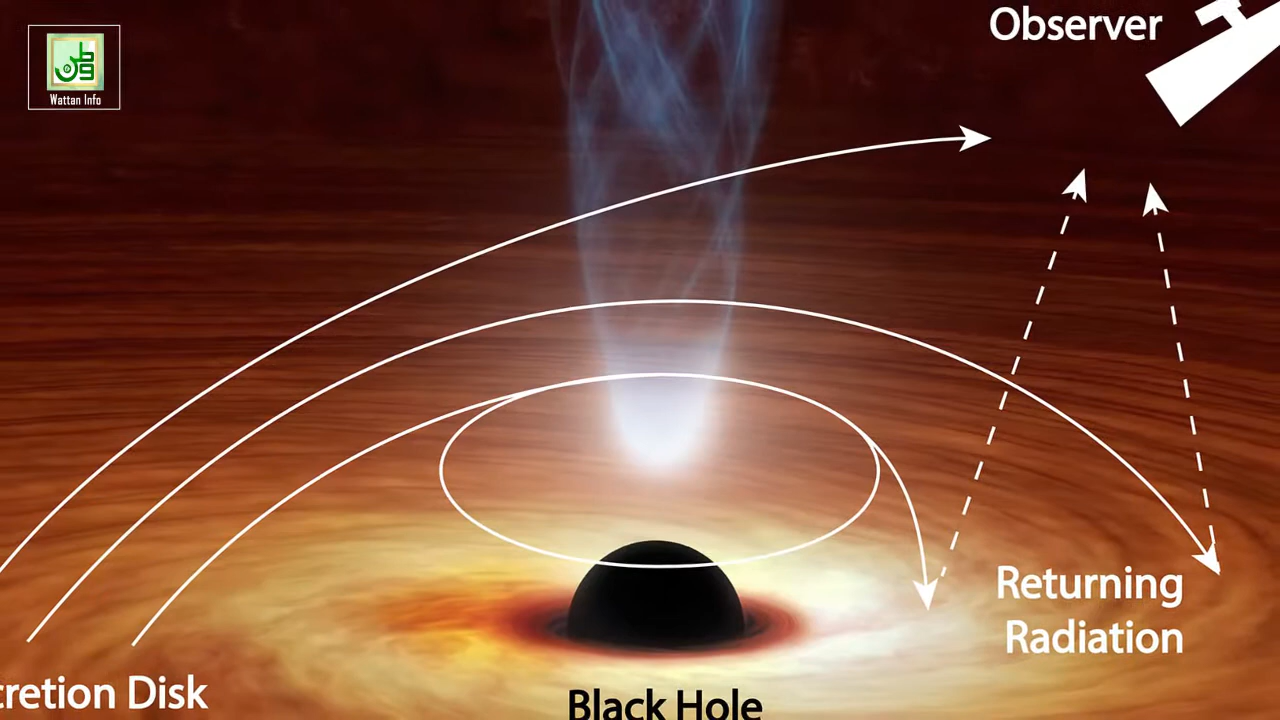 Observer
Wattan Info
Returning
Radiation
cretion Disk
Black Hole